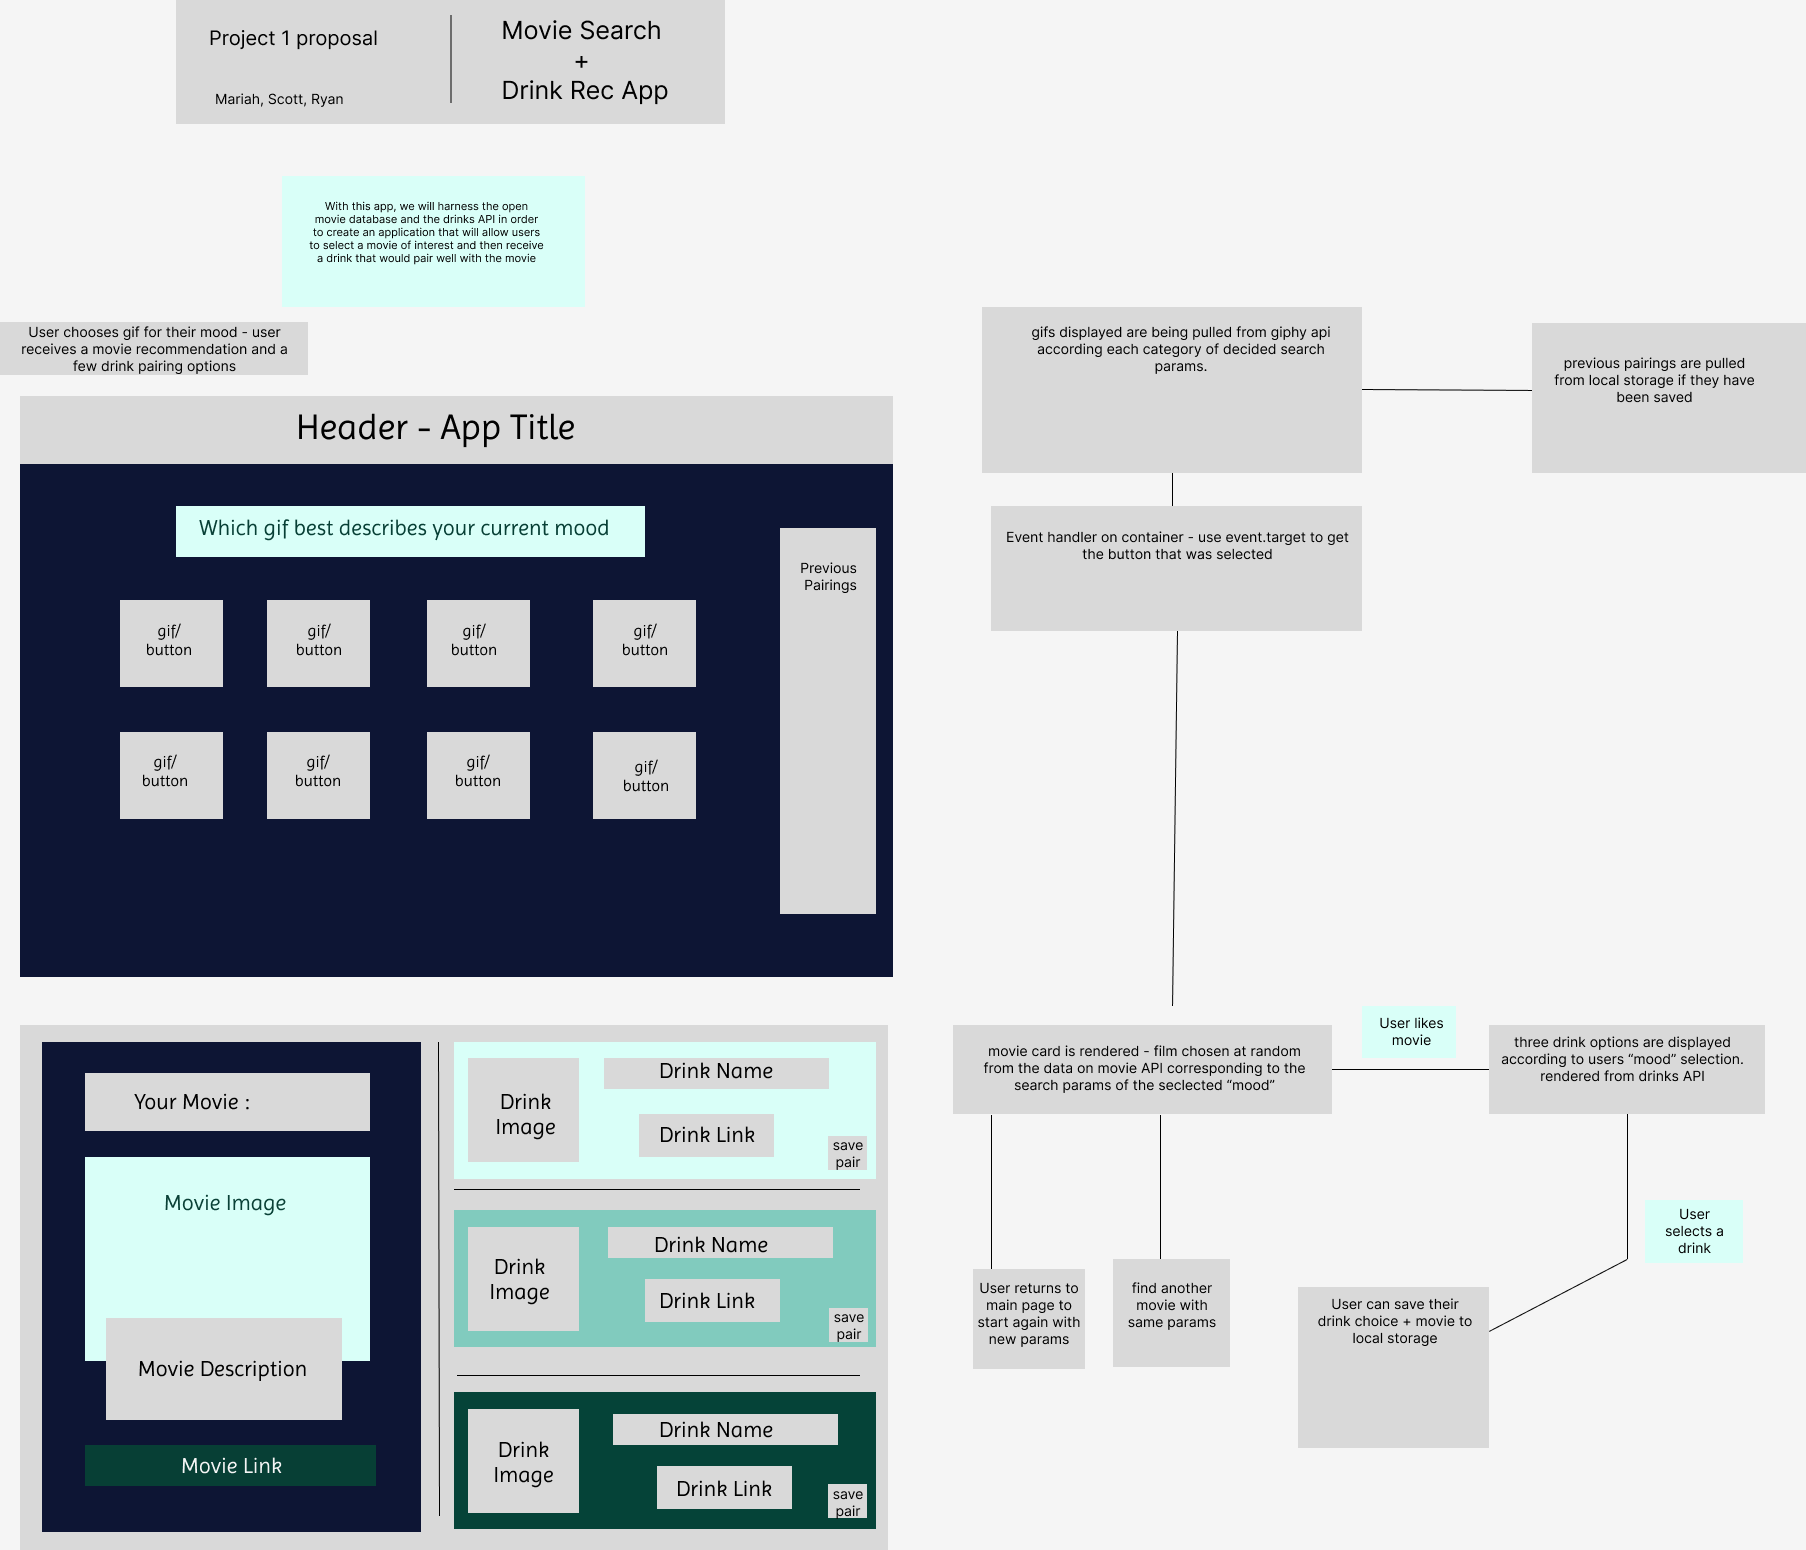 Project 1 proposal
Mariah, Scott, Ryan
Movie Search
+
Drink Rec App
With this app, we will harness the open
movie database and the drinks API in order
to create an application that will allow users
to select a movie of interest and then receive
a drink that would pair well with the movie
User chooses gif for their mood - user
receives a movie recommendation and a
few drink pairing options
Header - App Title
Which gif best describes your current mood
Previous
Pairings
gif/
button
gif/
button
gif/
button
gif/
button
gif/
button
gif/
button
gif/
button
gif/
button
Your Movie :
Movie Image
Movie Description
Movie Link
Drink
Image
Drink Name
Drink Link
save
pair
Drink
Image
Drink Name
Drink Link
save
pair
Drink
Image
Drink Name
Drink Link
save
pair
gifs displayed are being pulled from giphy api
according each category of decided search
params.
previous pairings are pulled
from local storage if they have
been saved
Event handler on container - use event.target to get
the button that was selected
movie card is rendered - film chosen at random
from the data on movie API corresponding to the
search params of the seclected “mood”
User likes
movie
three drink options are displayed
according to users “mood” selection.
rendered from drinks API
User
selects a
drink
User returns to
main page to
start again with
new params
find another
movie with
same params
User can save their
drink choice + movie to
local storage